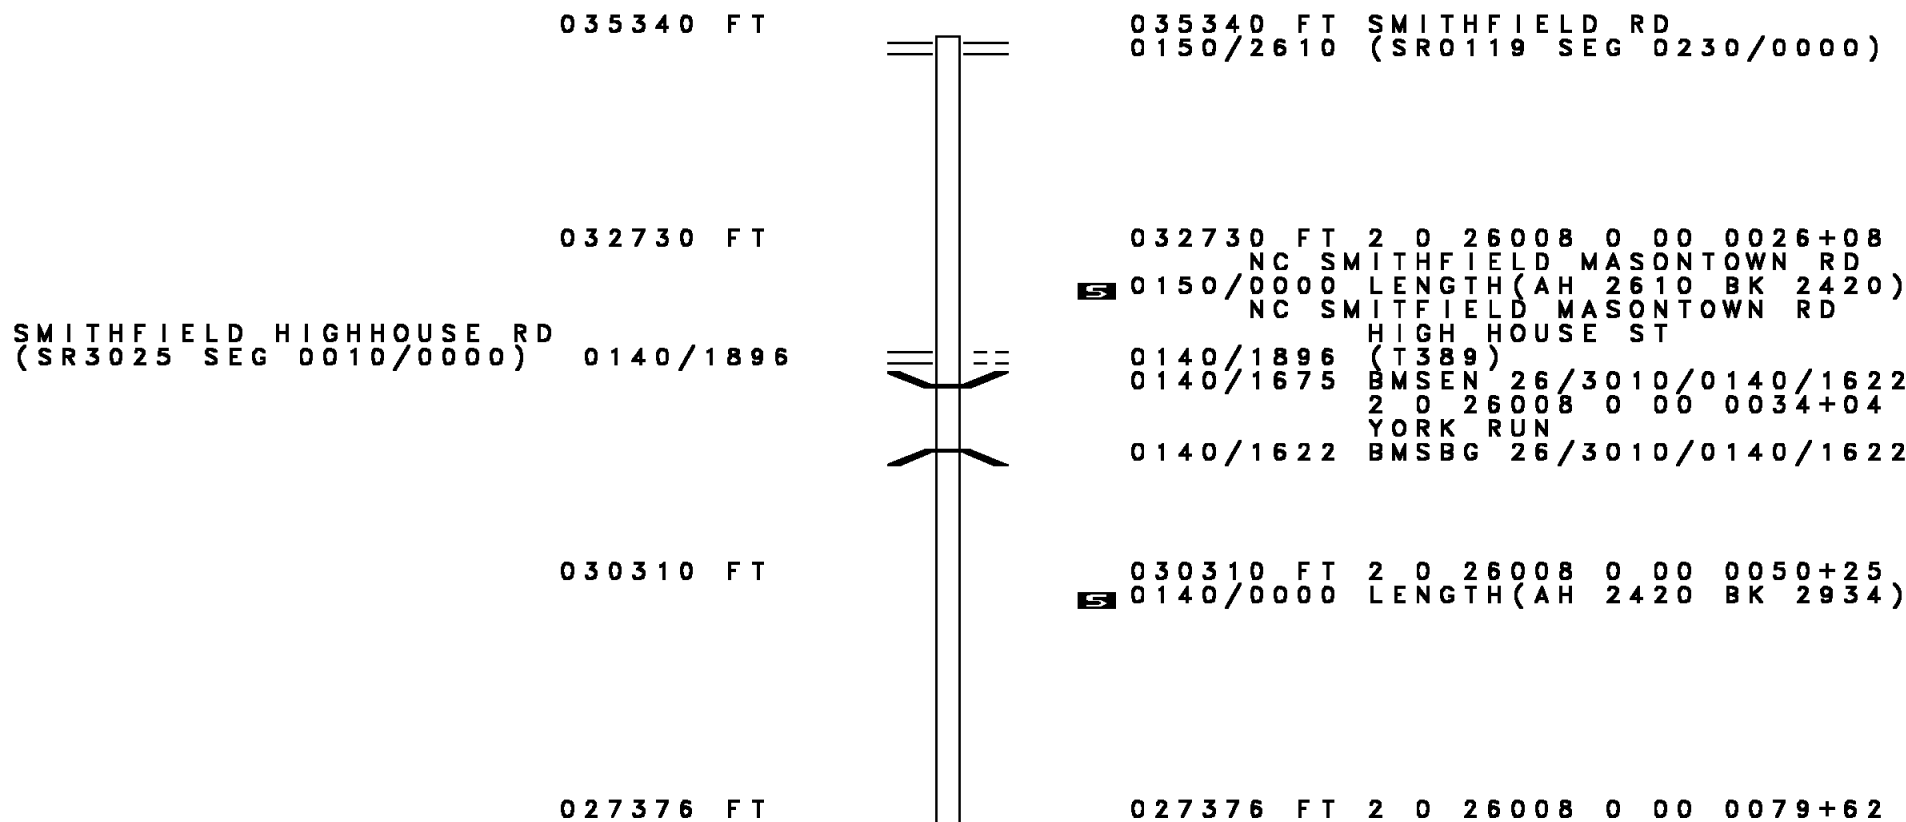 035340 FT 035340 FT SMITHFIELD RD
0150/2610 (SR0119 SEG 0230/0000)
032730 FT 032730 FT 2 0 26008 0 00 0026+08
NC SMITHFIELD MASONTOWN RD
S 0150/0000 LENGTH(AH 2610 BK 2420)
NC SMITFIELD MASONTOWN RD
SMITHFIELD HIGHHOUSE RD HIGH HOUSE ST
(SR3025 SEG 0010/0000) 0140/1896 0140/1896 (T389)
0140/1675 BMSEN 26/3010/0140/1622
2 0 26008 0 00 0034+04
YORK RUN
0140/1622 BMSBG 26/3010/0140/1622
030310 FT 030310 FT 2 0 26008 0 00 0050+25
S 0140/0000 LENGTH(AH 2420 BK 2934)
027376 FT 027376 FT 2 0 26008 0 00 0079+62